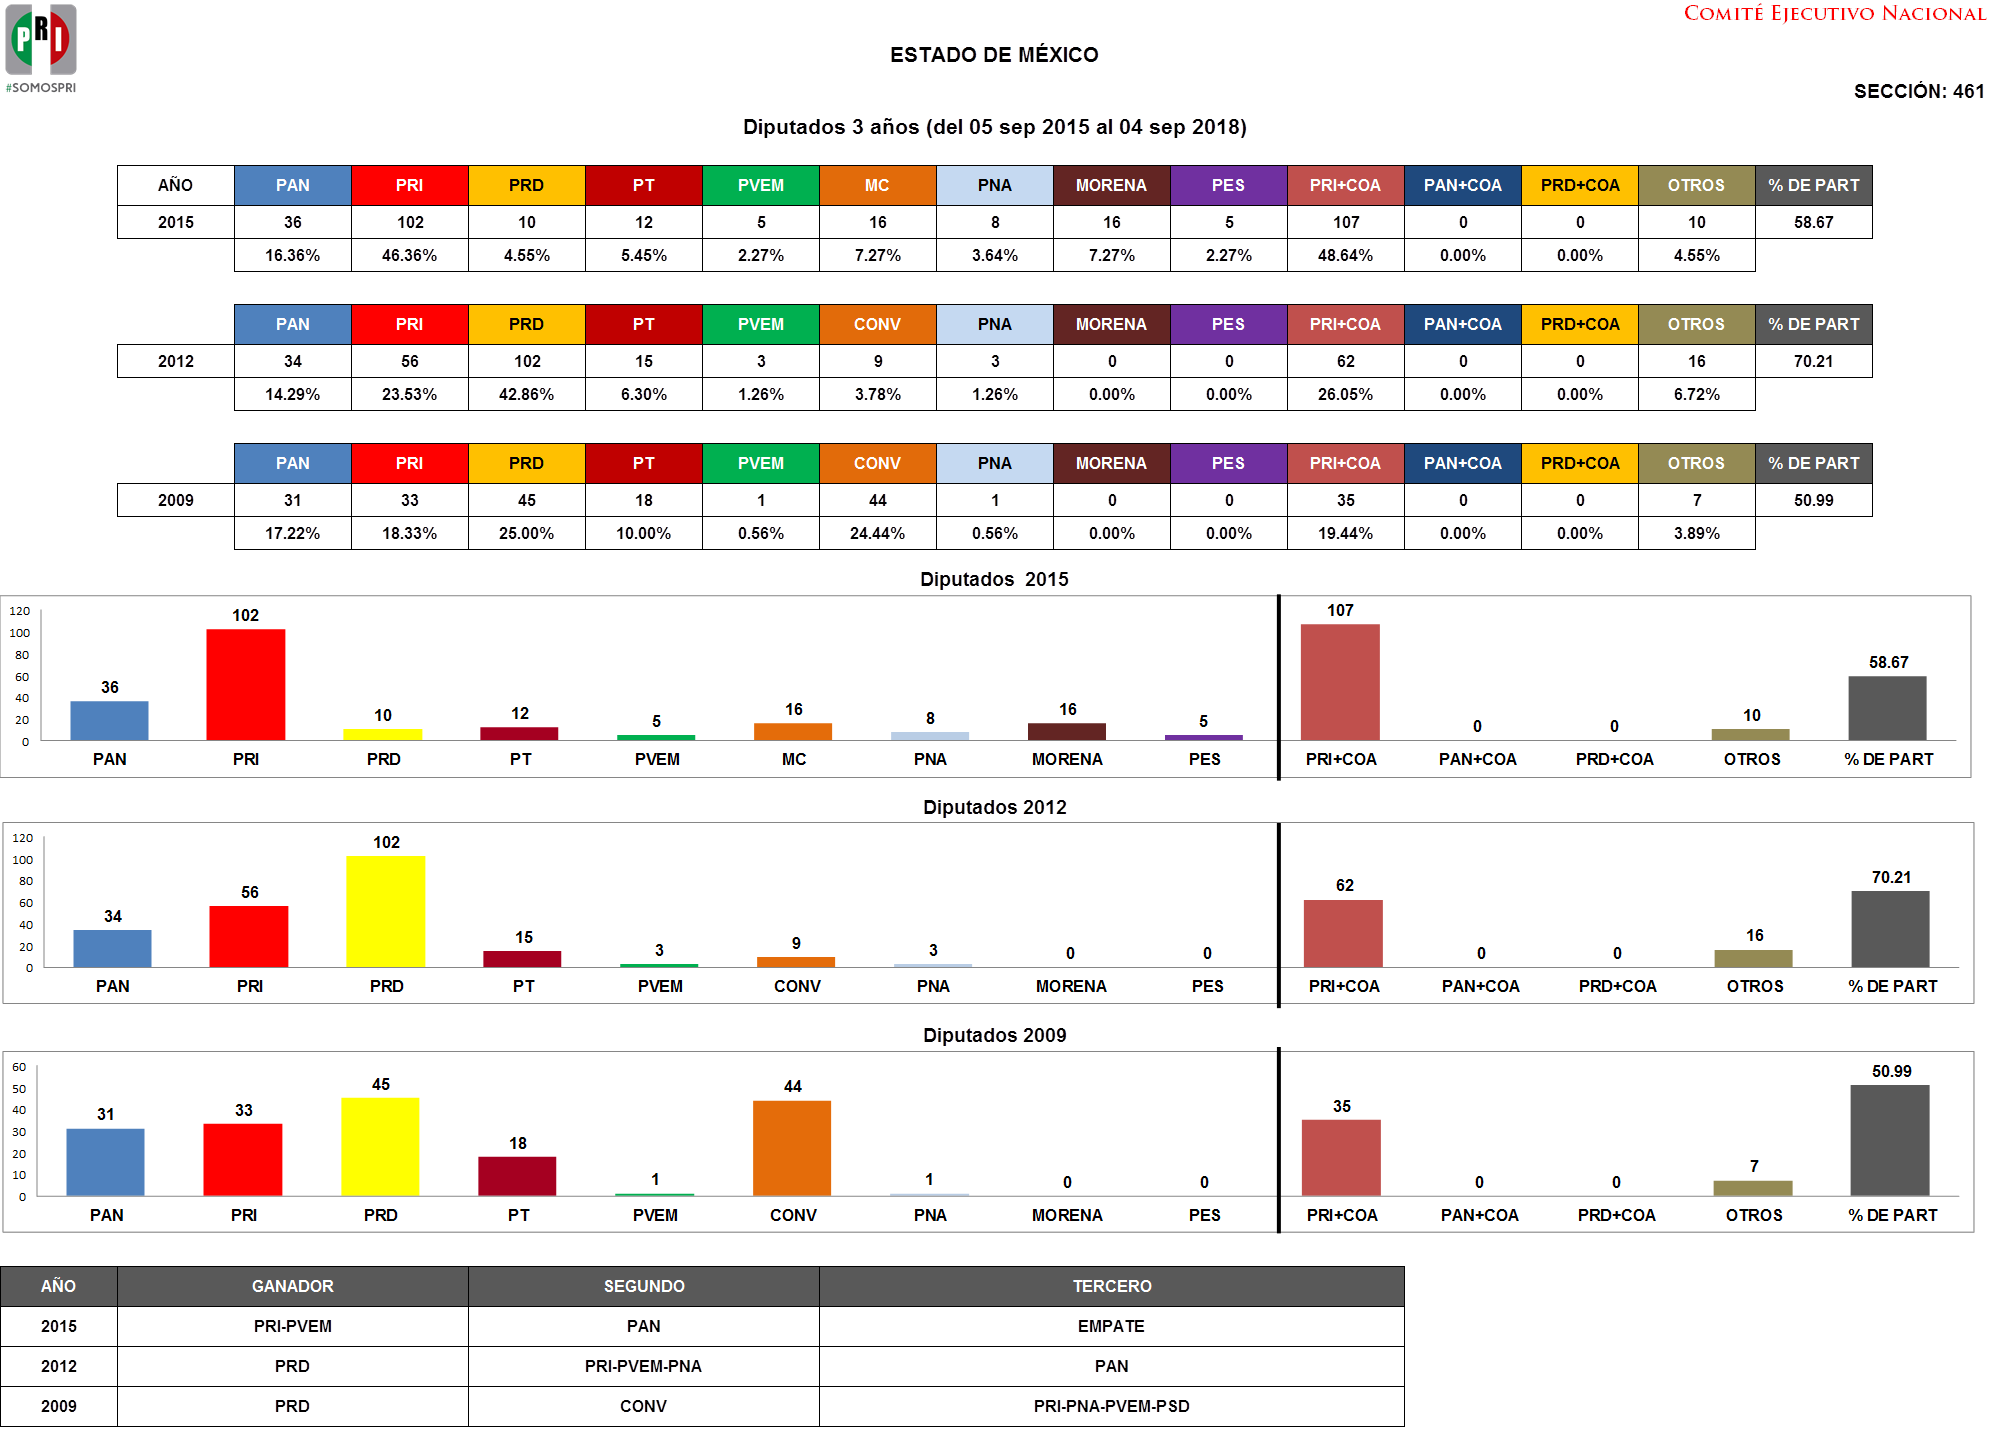 PRI
#SOMOSPRI
COMITÉ EJECUTIVO NACIONAL
ESTADO DE MÉXICO
SECCIÓN: 461
Diputados 3 años (del 05 sep 2015 al 04 sep 2018)
AÑO PAN PRI PRD PT PVEM MC PNA MORENA PES PRI+COA PAN+COA PRD+COA OTROS % DE PART
2015 36 102 10 12 5 16 8 16 5 107 0 0 10 58.67
16.36% 46.36% 4.55% 5.45% 2.27% 7.27% 3.64% 7.27% 2.27% 48.64% 0.00% 0.00% 4.55%
PAN PRI PRD PT PVEM CONV PNA MORENA PES PRI+COA PAN+COA PRD+COA OTROS % DE PART
2012 34 56 102 15 3 9 3 0 0 62 0 0 16 70.21
14.29% 23.53% 42.86% 6.30% 1.26% 3.78% 1.26% 0.00% 0.00% 26.05% 0.00% 0.00% 6.72%
PAN PRI PRD PT PVEM CONV PNA MORENA PES PRI+COA PAN+COA PRD+COA OTROS % DE PART
2009 31 33 45 18 1 44 1 0 0 35 0 0 7 50.99
17.22% 18.33% 25.00% 10.00% 0.56% 24.44% 0.56% 0.00% 0.00% 19.44% 0.00% 0.00% 3.89%
Diputados 2015
120
100
80
60
40
20
0
36 102 10 12 5 16 8 16 5 107 0 0 10 58.67
PAN PRI PRD PT PVEM MC PNA MORENA PES PRI+COA PAN+COA PRD+COA OTROS % DE PART
Diputados 2012
120
100
80
60
40
20
0
34 56 102 15 3 9 3 0 0 62 0 0 16 70.21
PAN PRI PRD PT PVEM CONV PNA MORENA PES PRI+COA PAN+COA PRD+COA OTROS % DE PART
Diputados 2009
60
50
40
30
20
10
0
31 33 45 18 1 44 1 0 0 35 0 0 7 50.99
PAN PRI PRD PT PVEM CONV PNA MORENA PES PRI+COA PAN+COA PRD+COA OTROS % DE PART
AÑO GANADOR SEGUNDO TERCERO
2015 PRI-PVEM PAN EMPATE
2012 PRD PRI-PVEM-PNA PAN
2009 PRD CONV PRI-PNA-PVEM-PSD